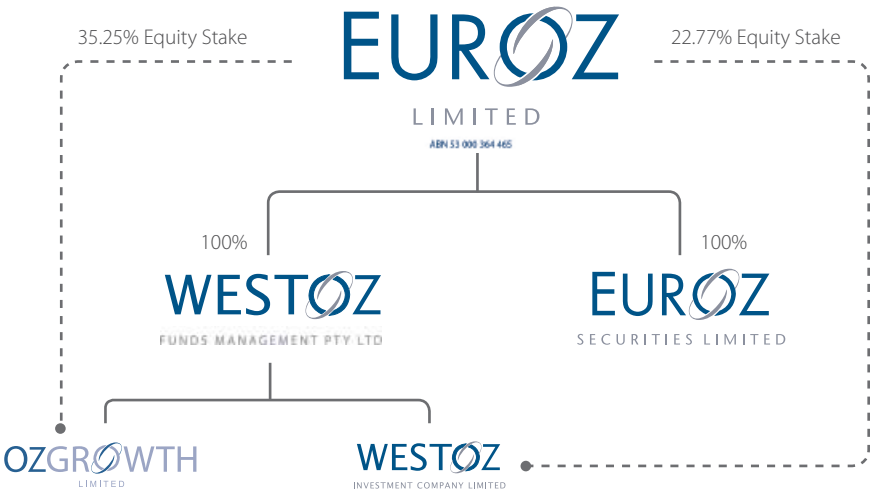 35.25% Equity Stake
EUROZ
22.77% Equity Stake
LIMITED
ABN 53 000 364 465
100%
100%
WESTOZ
FUNDS MANAGEMENT PTY LTD
EUROZ
SECURITIES LIMITED
OZGROWTH
LIMITED
WESTOZ
INVESTMENT COMPANY LIMITED